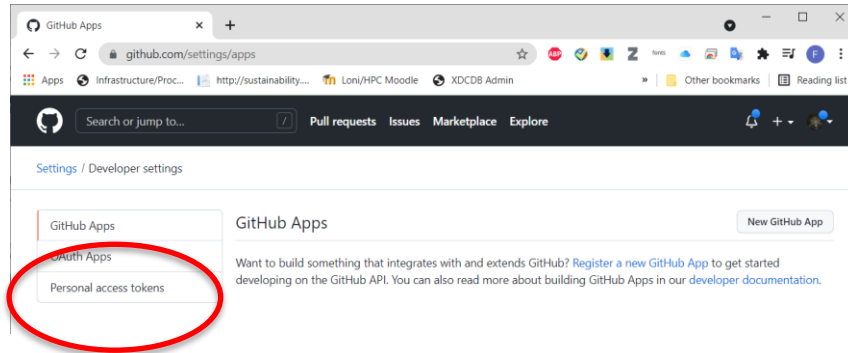 GitHub Apps
github.com/settings/apps
ABP
Z
fonts
F
Apps Infrastructure/Proc... http://sustainability.... Loni/HPC Moodle XDCDB Admin » Other bookmarks Reading list
Search or jump to... / Pull requests Issues Marketplace Explore
Settings / Developer settings
GitHub Apps
OAuth Apps
Personal access tokens
GitHub Apps
New GitHub App
Want to build something that integrates with and extends GitHub? Register a new GitHub App to get started
developing on the GitHub API. You can also read more about building GitHub Apps in our developer documentation.